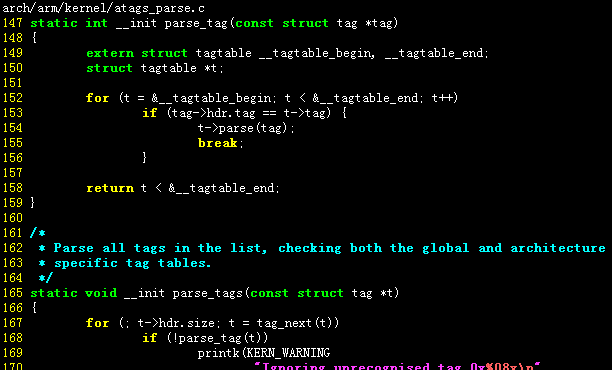 arch/arm/kernel/atags_parse.c
147 static int __init parse_tag(const struct tag *tag)
148 {
149         extern struct tagtable __tagtable_begin, __tagtable_end;
150         struct tagtable *t;
151
152         for (t = &__tagtable_begin; t < &__tagtable_end; t++)
153                 if (tag->hdr.tag == t->tag) {
154                         t->parse(tag);
155                         break;
156                 }
157
158         return t < &__tagtable_end;
159 }
160
161 /*
162  * Parse all tags in the list, checking both the global and architecture
163  * specific tag tables.
164  */
165 static void __init parse_tags(const struct tag *t)
166 {
167         for (; t->hdr.size; t = tag_next(t))
168                 if (!parse_tag(t))
169                         printk(KERN_WARNING
170                                 "Ignoring unrecognised tag 0x%08x\n"